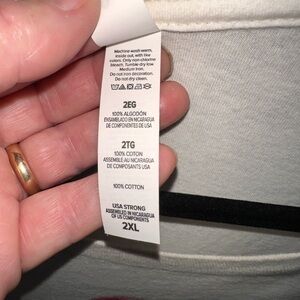 Machine wash warm,
inside out, with like
colors. Only non chlorine
bleach. Tumble dry low.
Medium iron.
Do not iron decoration.
Do not dry clean.
2EG
100% ALGODÓN
ENSAMBLADO EN NICARAGUA
DE COMPONENTES DE USA
2TG
100% COTON
ASSEMBLÉ AU NICARAGUA
DE COMPOSANTS USA
100% COTTON
USA STRONG
ASSEMBLED IN NICARAGUA
OF US COMPONENTS
2XL